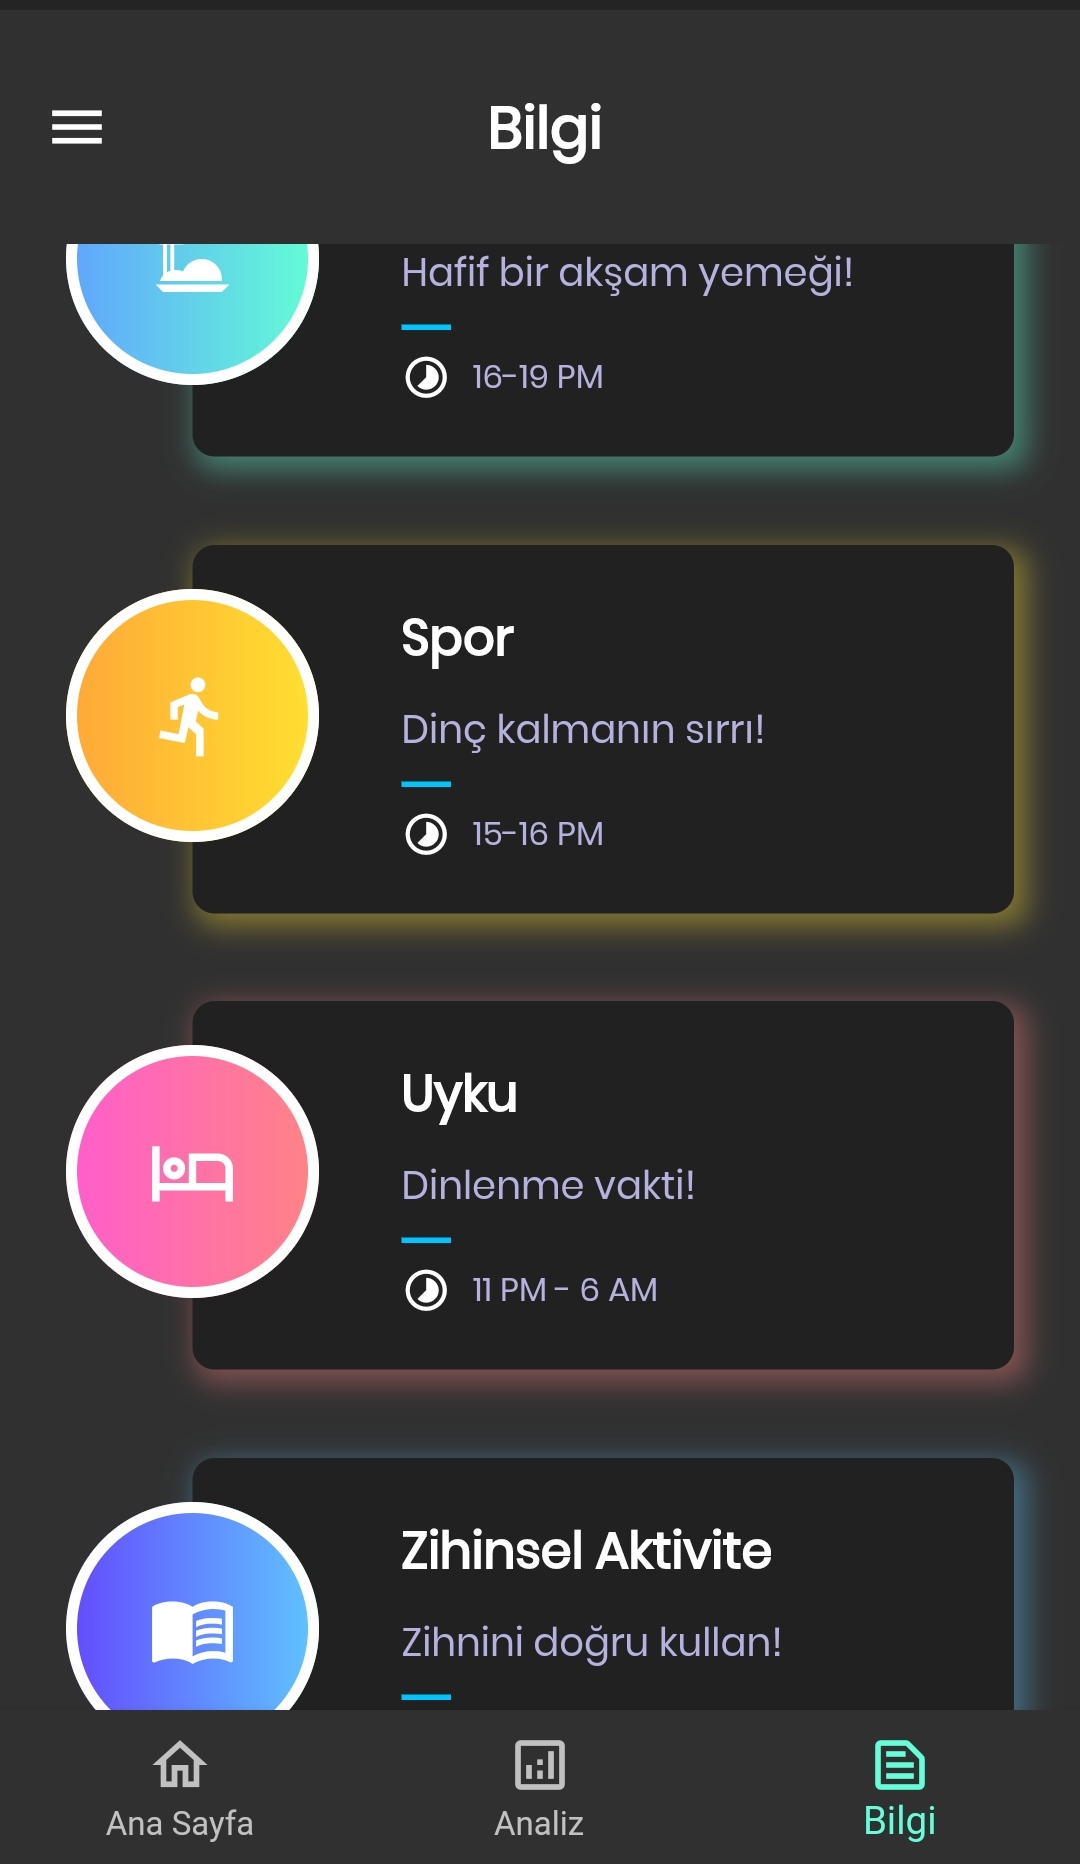 Bilgi
Hafif bir akşam yemeği!
16-19 PM
Spor
Dinç kalmanın sırrı!
15-16 PM
Uyku
Dinlenme vakti!
11 PM - 6 AM
Zihinsel Aktivite
Zihnini doğru kullan!
Ana Sayfa
Analiz
Bilgi